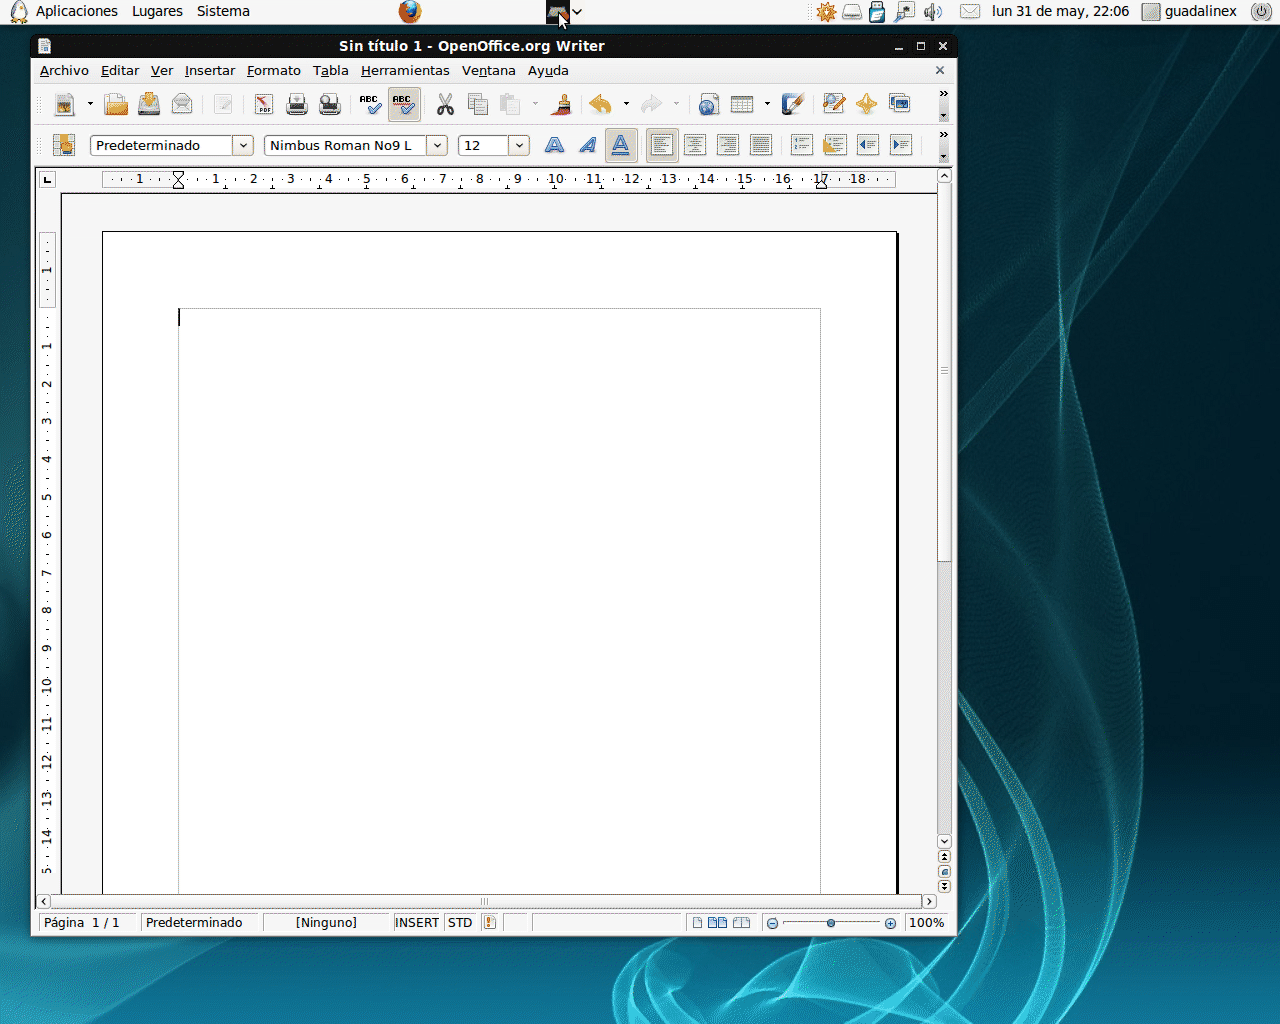 Aplicaciones Lugares Sistema lun 31 de may, 22:06 guadalinex
Sin título 1 - OpenOffice.org Writer
Archivo Editar Ver Insertar Formato Tabla Herramientas Ventana Ayuda
PDF ABC ABC
Predeterminado Nimbus Roman No9 L 12 A A A
1 1 2 3 4 5 6 7 8 9 10 11 12 13 14 15 16 17 18
1
1
2
3
4
5
6
7
8
9
10
11
12
13
14
5
Página 1 / 1 Predeterminado [Ninguno] INSERT STD 100%